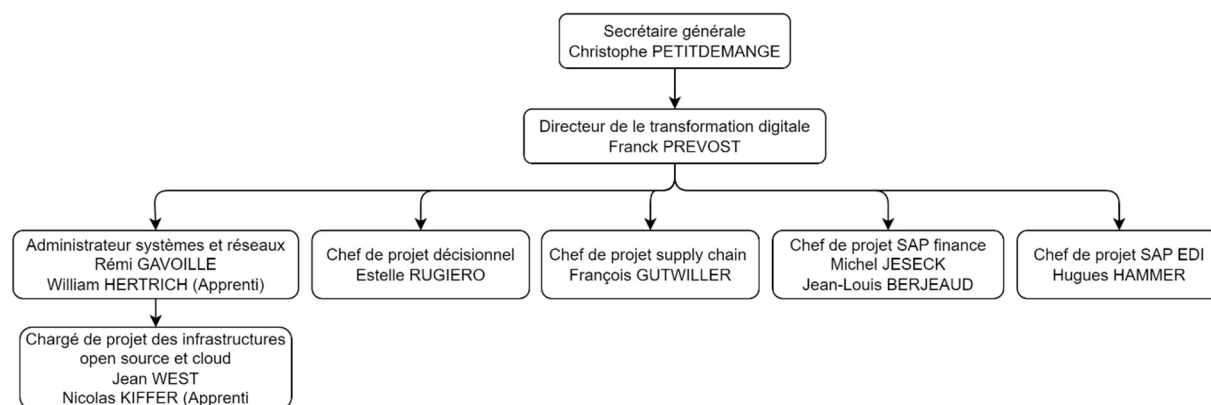 Secrétaire générale
Christophe PETITDEMANGE
Directeur de le transformation digitale
Franck PREVOST
Administrateur systèmes et réseaux
Rémi GAVOILLE
William HERTRICH (Apprenti)
Chef de projet décisionnel
Estelle RUGIERO
Chef de projet supply chain
François GUTWILLER
Chef de projet SAP finance
Michel JESECK
Jean-Louis BERJEAUD
Chef de projet SAP EDI
Hugues HAMMER
Chargé de projet des infrastructures
open source et cloud
Jean WEST
Nicolas KIFFER (Apprenti